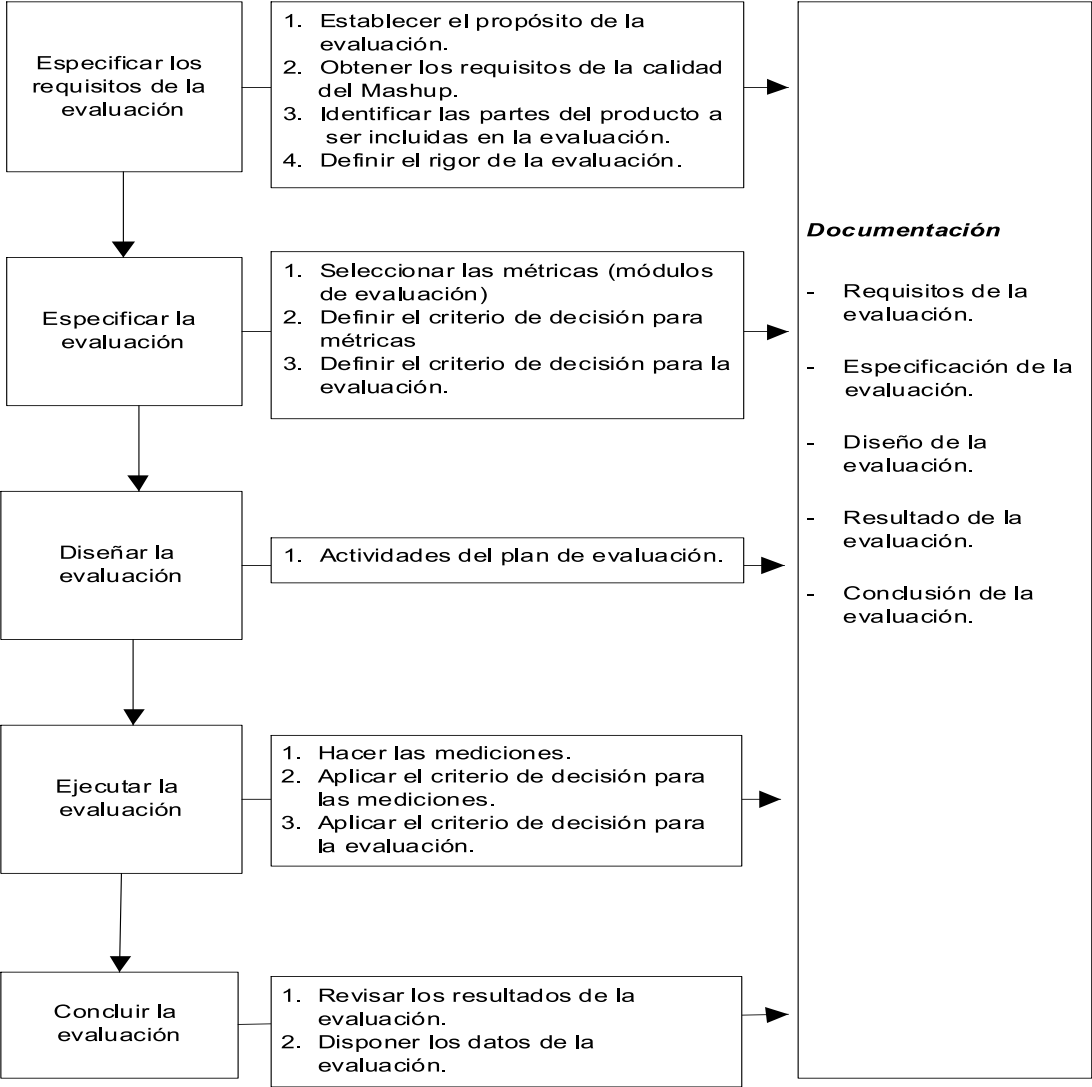 Especificar los
requisitos de la
evaluación
1. Establecer el propósito de la
evaluación.
2. Obtener los requisitos de la calidad
del Mashup.
3. Identificar las partes del producto a
ser incluidas en la evaluación.
4. Definir el rigor de la evaluación.
Especificar la
evaluación
1. Seleccionar las métricas (módulos
de evaluación)
2. Definir el criterio de decisión para
métricas
3. Definir el criterio de decisión para la
evaluación.
Diseñar la
evaluación
1. Actividades del plan de evaluación.
Ejecutar la
evaluación
1. Hacer las mediciones.
2. Aplicar el criterio de decisión para
las mediciones.
3. Aplicar el criterio de decisión para
la evaluación.
Concluir la
evaluación
1. Revisar los resultados de la
evaluación.
2. Disponer los datos de la
evaluación.
Documentación
- Requisitos de la
evaluación.
- Especificación de la
evaluación.
- Diseño de la
evaluación.
- Resultado de la
evaluación.
- Conclusión de la
evaluación.